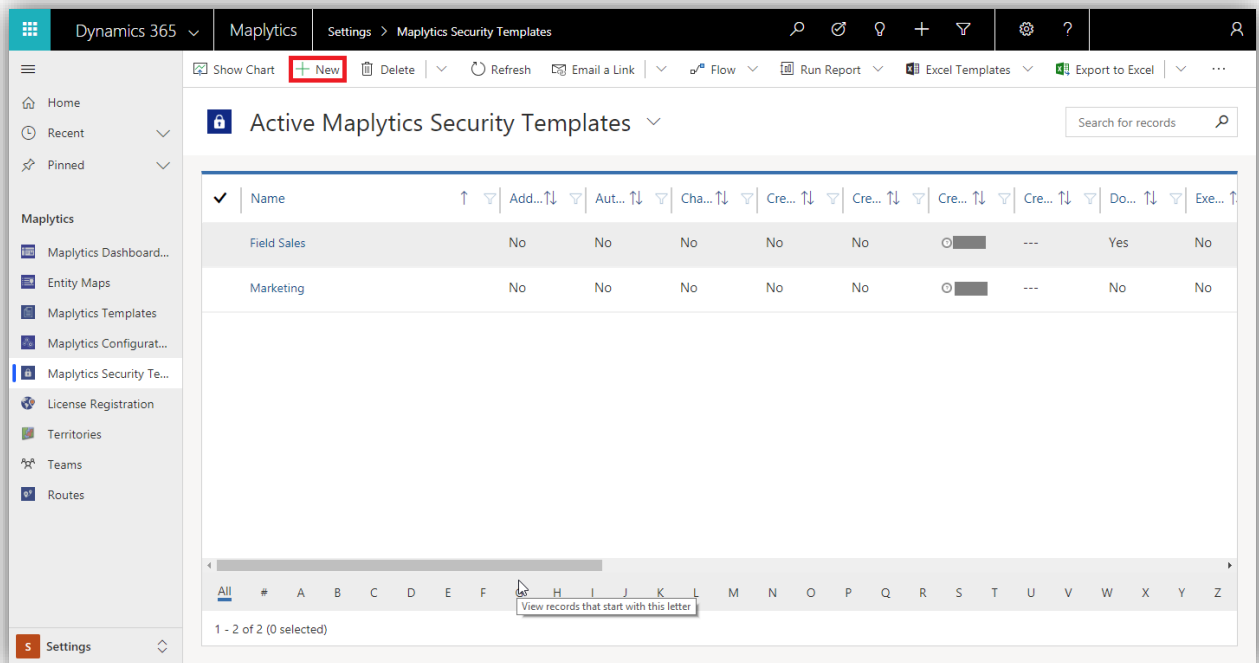 Dynamics 365 Maplytics Settings > Maplytics Security Templates
Show Chart New Delete Refresh Email a Link Flow Run Report Excel Templates Export to Excel ...
Home
Recent
Pinned
Maplytics
Maplytics Dashboard...
Entity Maps
Maplytics Templates
Maplytics Configurat...
Maplytics Security Te...
License Registration
Territories
Teams
Routes
S Settings
Active Maplytics Security Templates
Search for records
Name Add... Aut... Cha... Cre... Cre... Cre... Cre... Do... Exe...
Field Sales No No No No No --- Yes No
Marketing No No No No No --- No No
All # A B C D E F G H I J K L M N O P Q R S T U V W X Y Z
View records that start with this letter
1 - 2 of 2 (0 selected)